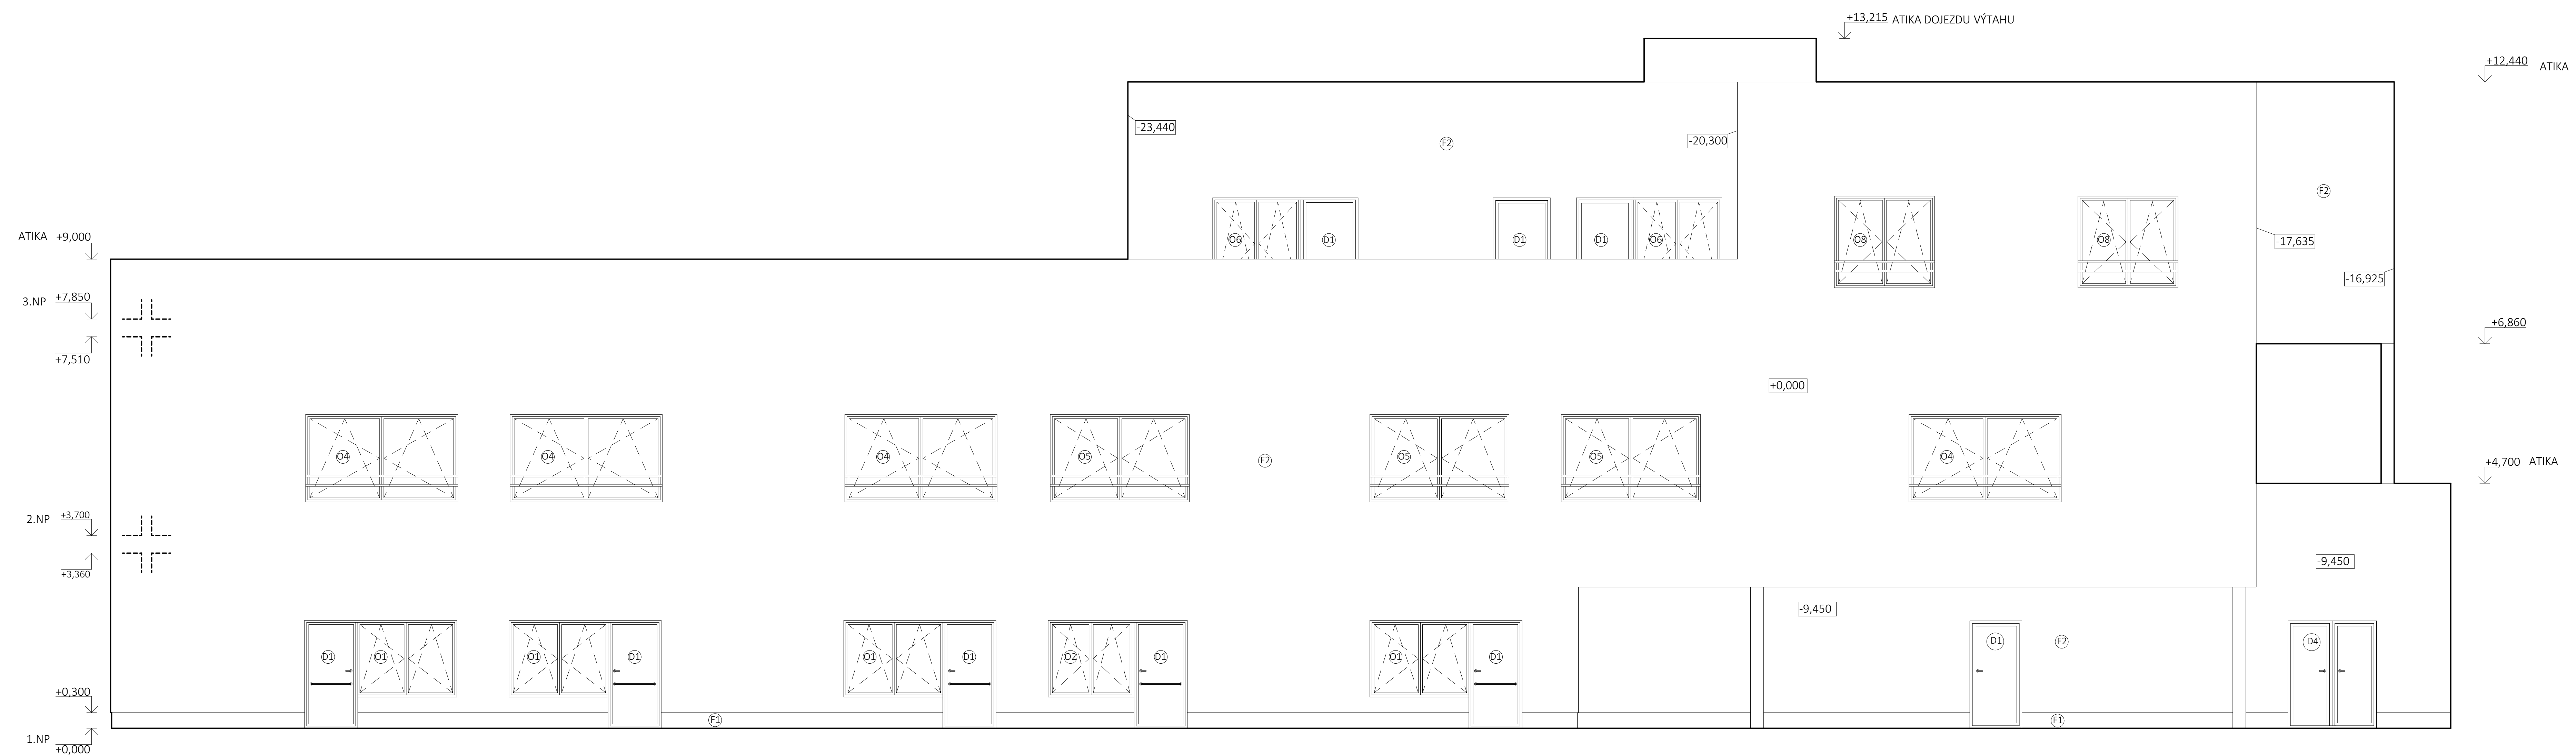 +13,215 ATIKA DOJEZDU VÝTAHU
+12,440 ATIKA
-23,440
-20,300
F2
F2
ATIKA +9,000
O6
D1
D1
D1
O6
O8
O8
-17,635
-16,925
3.NP +7,850
+7,510
+6,860
+0,000
O4
O4
O4
O5
F2
O5
O5
O4
+4,700 ATIKA
2.NP +3,700
+3,360
-9,450
-9,450
D1
O1
O1
D1
O1
D1
O2
D1
O1
D1
D1
F2
D4
+0,300
F1
F1
1.NP
+0,000